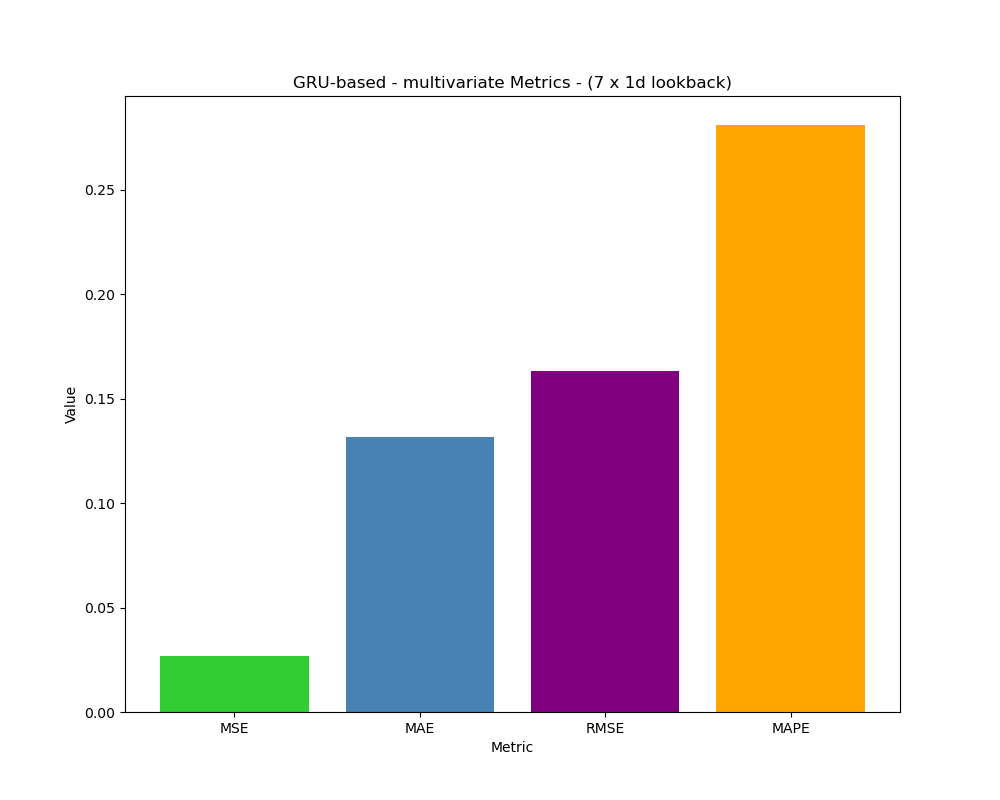 GRU-based - multivariate Metrics - (7 x 1d lookback)
0.25
0.20
0.15
0.10
0.05
0.00
Value
MSE MAE RMSE MAPE
Metric